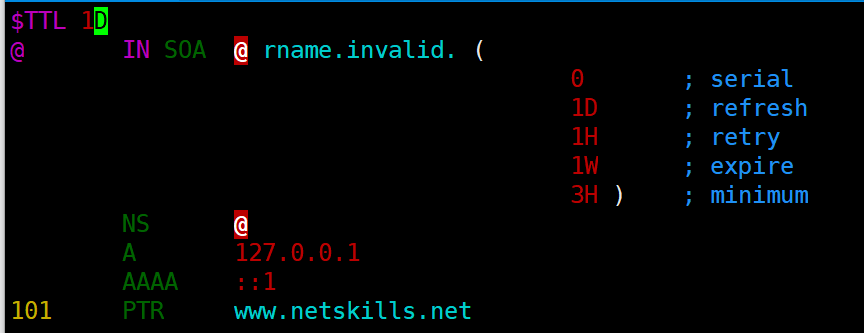 $TTL 1D
@ IN SOA @ rname.invalid. (
0 ; serial
1D ; refresh
1H ; retry
1W ; expire
3H ) ; minimum
NS @
A 127.0.0.1
AAAA ::1
101 PTR www.netskills.net